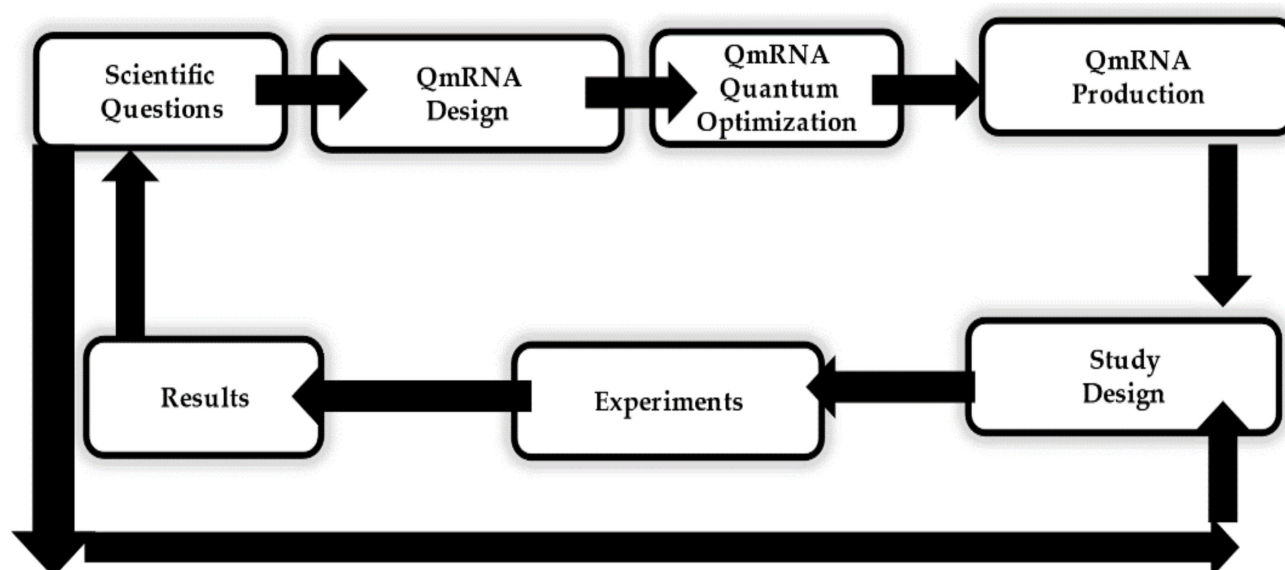 Scientific
Questions
QmRNA
Design
QmRNA
Quantum
Optimization
QmRNA
Production
Results
Experiments
Study
Design